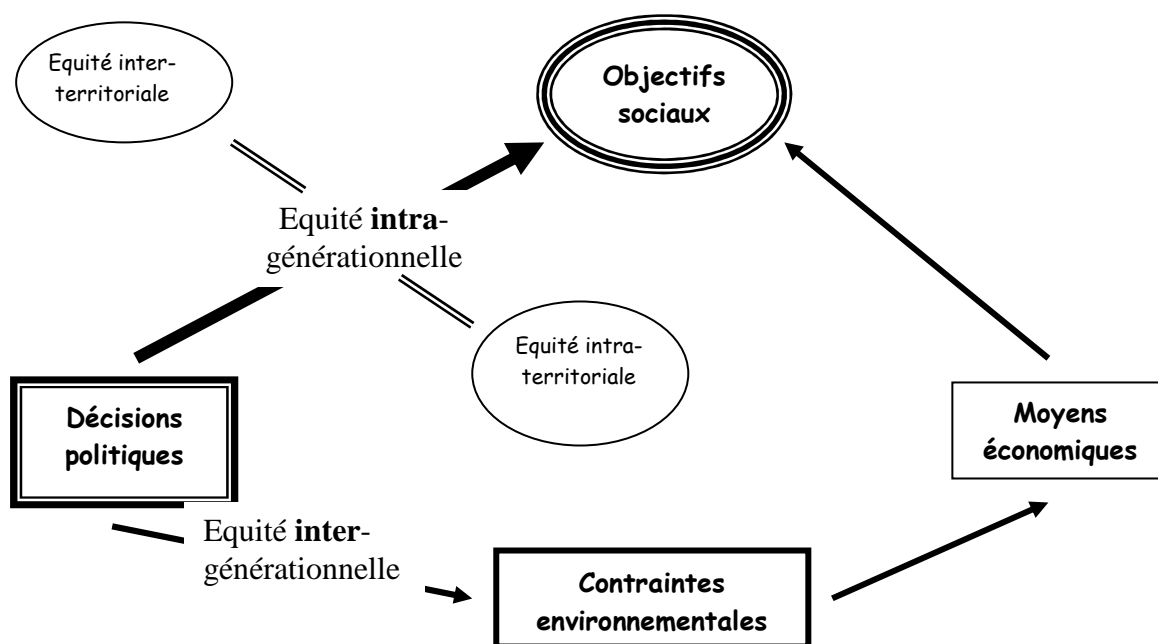 Equité inter-
territoriale
Objectifs
sociaux
Equité intra-
générationnelle
Equité intra-
territoriale
Décisions
politiques
Moyens
économiques
Equité inter-
générationnelle
Contraintes
environnementales